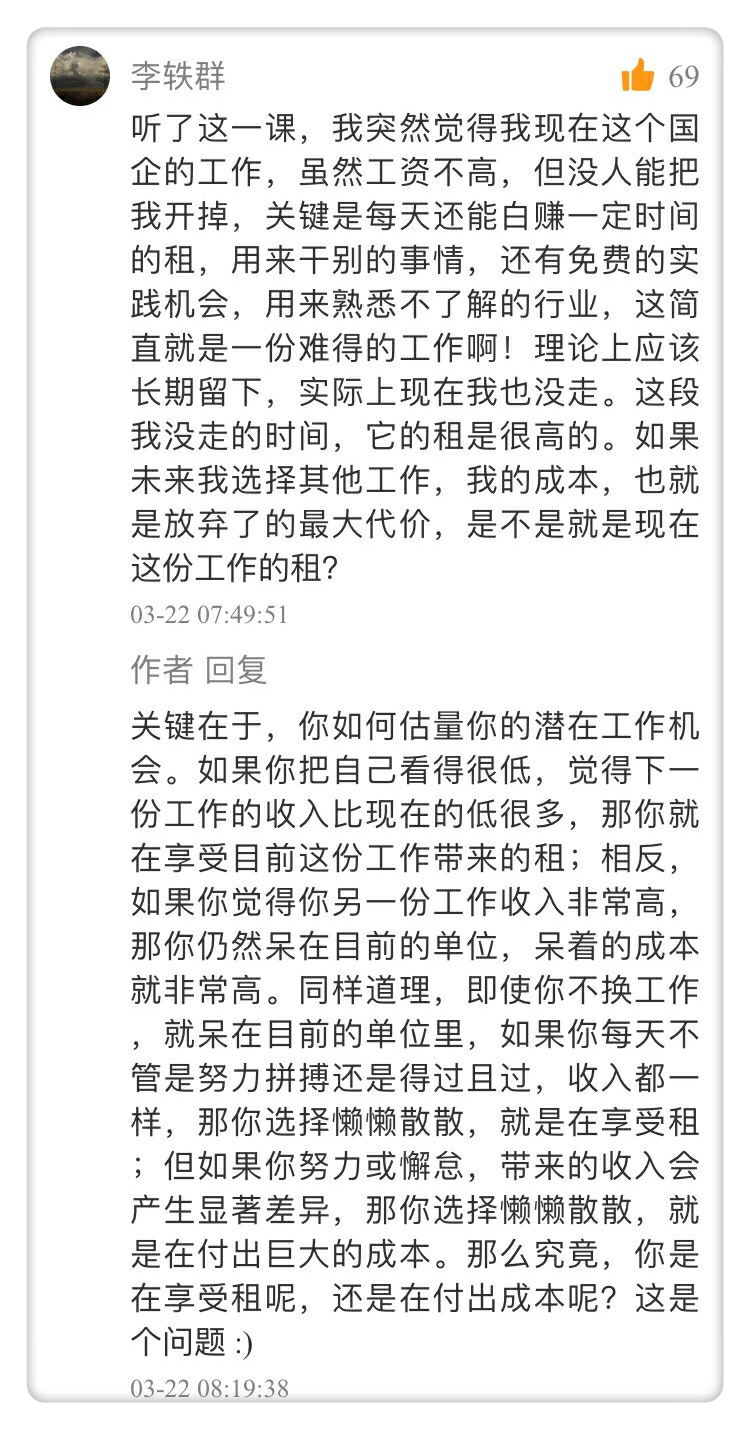 李轶群
69
听了这一课，我突然觉得我现在这个国
企的工作，虽然工资不高，但没人能把
我开掉，关键是每天还能白赚一定时间
的租，用来干别的事情，还有免费的实
践机会，用来熟悉不了解的行业，这简
直就是一份难得的工作啊！理论上应该
长期留下，实际上现在我也没走。这段
我没走的时间，它的租是很高的。如果
未来我选择其他工作，我的成本，也就
是放弃了的最大代价，是不是就是现在
这份工作的租？
03-22 07:49:51
作者 回复
关键在于，你如何估量你的潜在工作机
会。如果你把自己看得很低，觉得下一
份工作的收入比现在的低很多，那你就
在享受目前这份工作带来的租；相反，
如果你觉得你另一份工作收入非常高，
那你仍然呆在目前的单位，呆着的成本
就非常高。同样道理，即使你不换工作
，就呆在目前的单位里，如果你每天不
管是努力拼搏还是得过且过，收入都一
样，那你选择懒懒散散，就是在享受租
；但如果你努力或懈怠，带来的收入会
产生显著差异，那你选择懒懒散散，就
是在付出巨大的成本。那么究竟，你是
在享受租呢，还是在付出成本呢？这是
个问题 :)
03-22 08:19:38